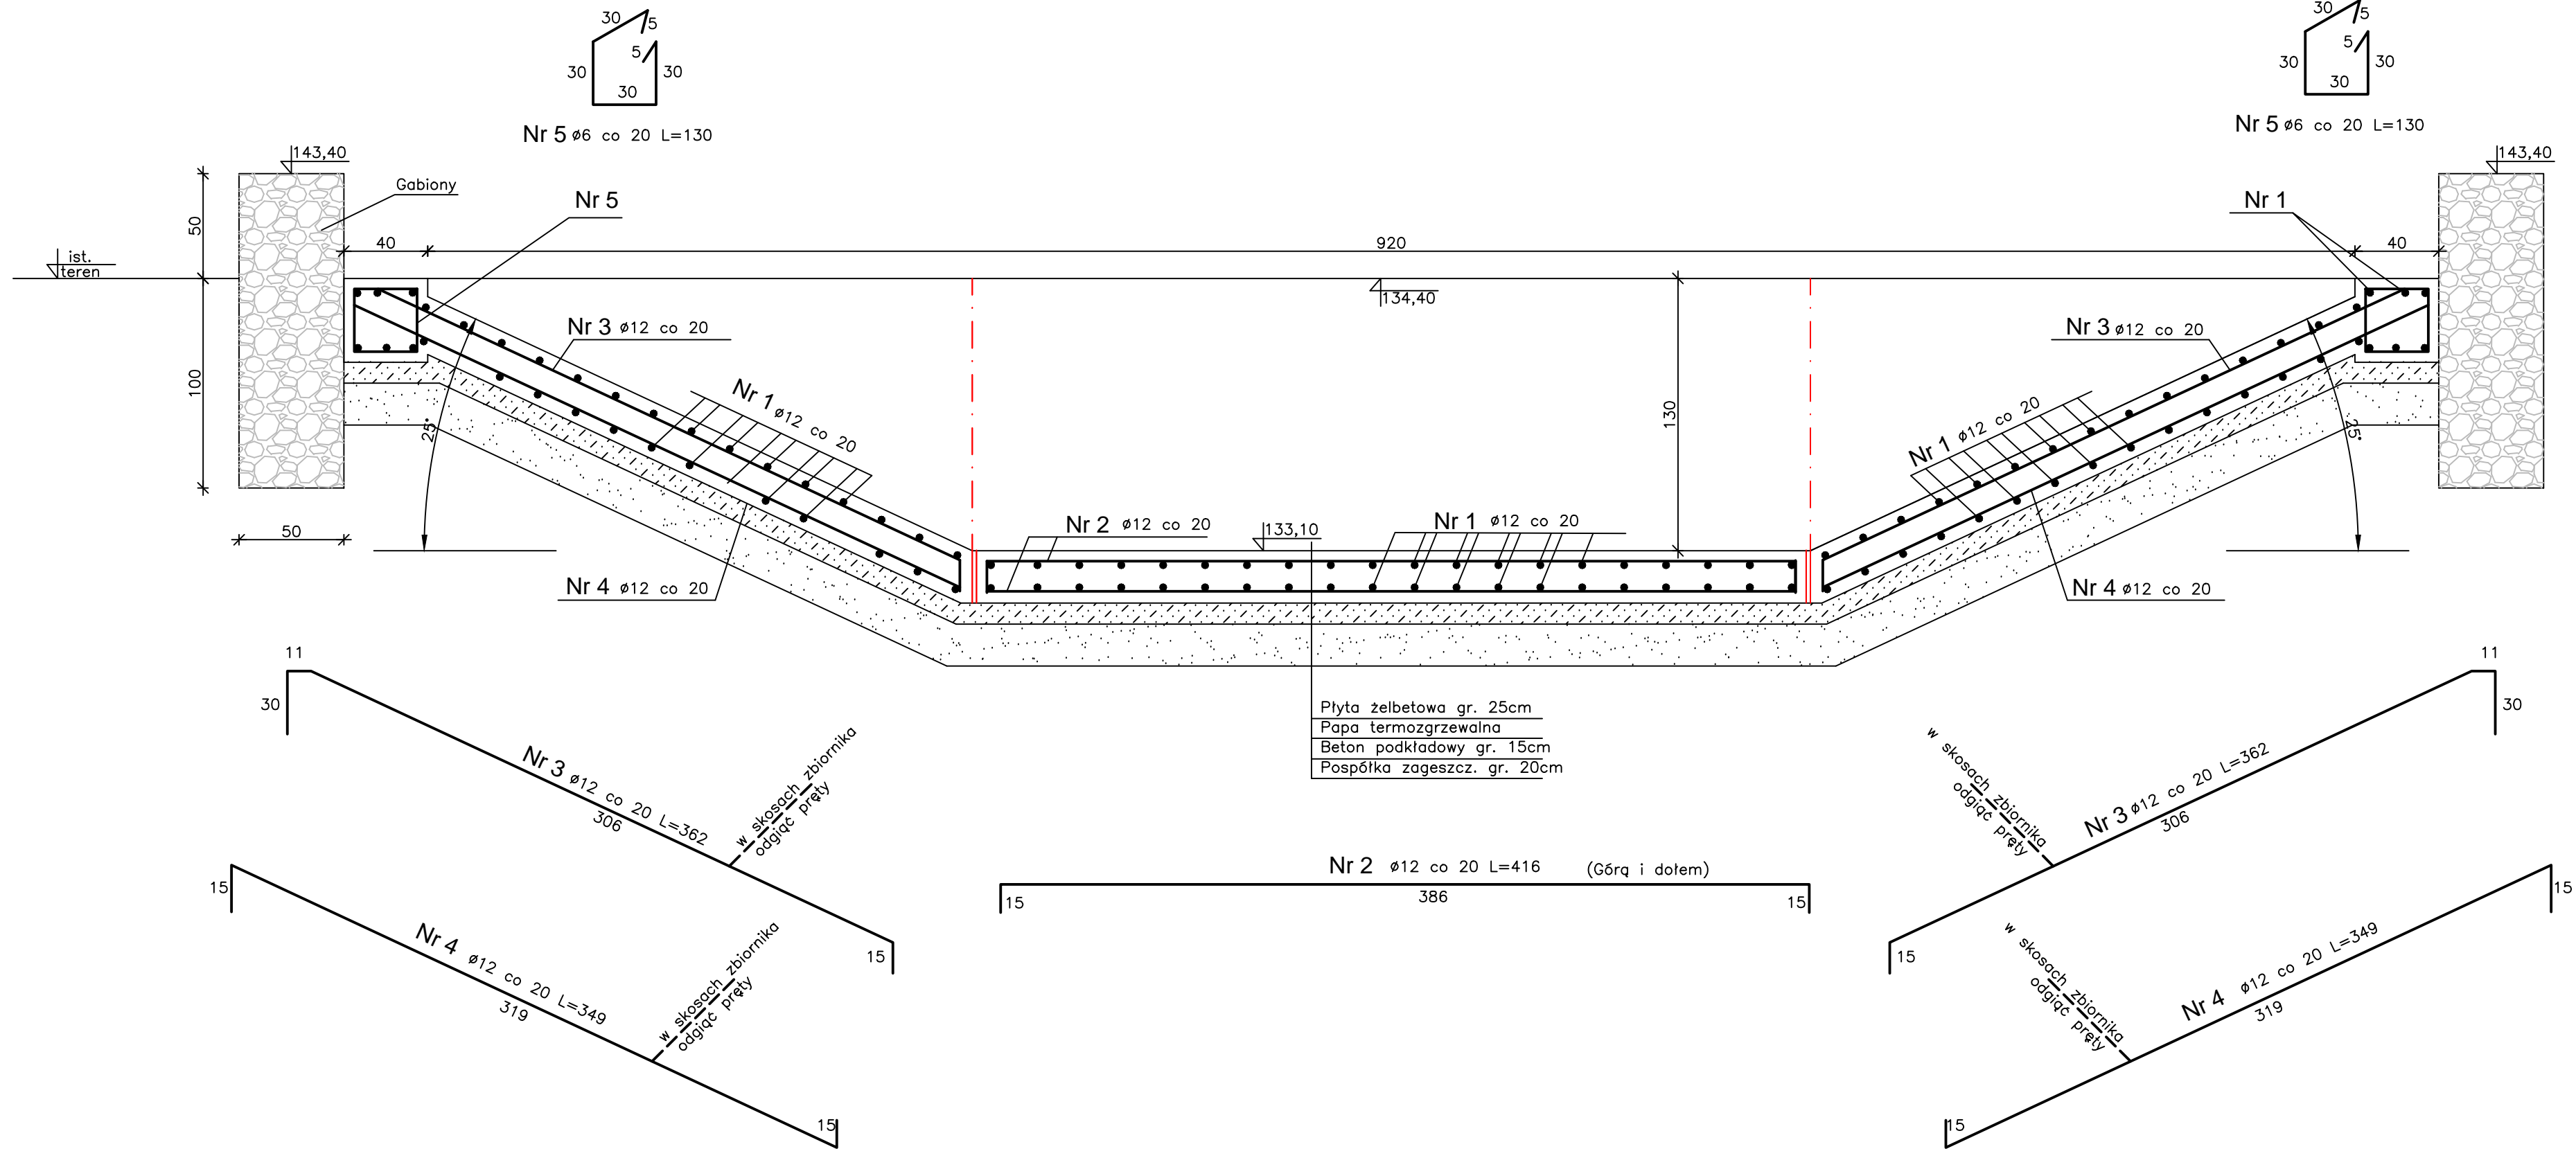 30
5
5
30
30
30
Nr 5 ø6 co 20 L=130
30
5
5
30
30
30
Nr 5 ø6 co 20 L=130
143,40
143,40
Gabiony
Nr 5
Nr 1
50
40
920
40
ist.
teren
134,40
100
Nr 3 ø12 co 20
Nr 3 ø12 co 20
130
25°
25°
Nr 1 ø12 co 20
Nr 1 ø12 co 20
50
Nr 2 ø12 co 20
133,10
Nr 1 ø12 co 20
Nr 4 ø12 co 20
Nr 4 ø12 co 20
Płyta żelbetowa gr. 25cm
Papa termozgrzewalna
Beton podkładowy gr. 15cm
Pospółka zageszcz. gr. 20cm
11
30
Nr 3 ø12 co 20 L=362
306
w skosach zbiornika
odgiąć pręty
15
11
30
Nr 3 ø12 co 20 L=362
306
w skosach zbiornika
odgiąć pręty
15
15
Nr 4 ø12 co 20 L=349
319
w skosach zbiornika
odgiąć pręty
15
Nr 2 ø12 co 20 L=416 (Górą i dołem)
15
386
15
15
Nr 4 ø12 co 20 L=349
319
w skosach zbiornika
odgiąć pręty
15